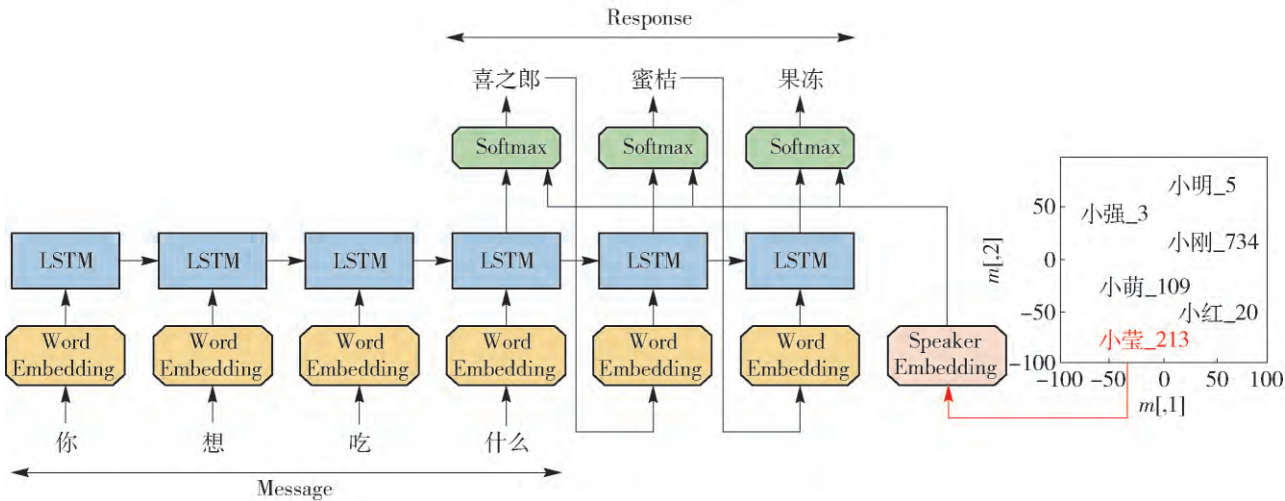 Response
喜之郎
蜜桔
果冻
Softmax
Softmax
Softmax
LSTM
LSTM
LSTM
LSTM
LSTM
LSTM
Word
Embedding
Word
Embedding
Word
Embedding
Word
Embedding
Word
Embedding
Word
Embedding
Speaker
Embedding
你
想
吃
什么
Message
小明_5
小强_3
小刚_734
小萌_109
小红_20
小莹_213
m[,2]
50
0
-50
-100
-100
-50
0
50
100
m[,1]